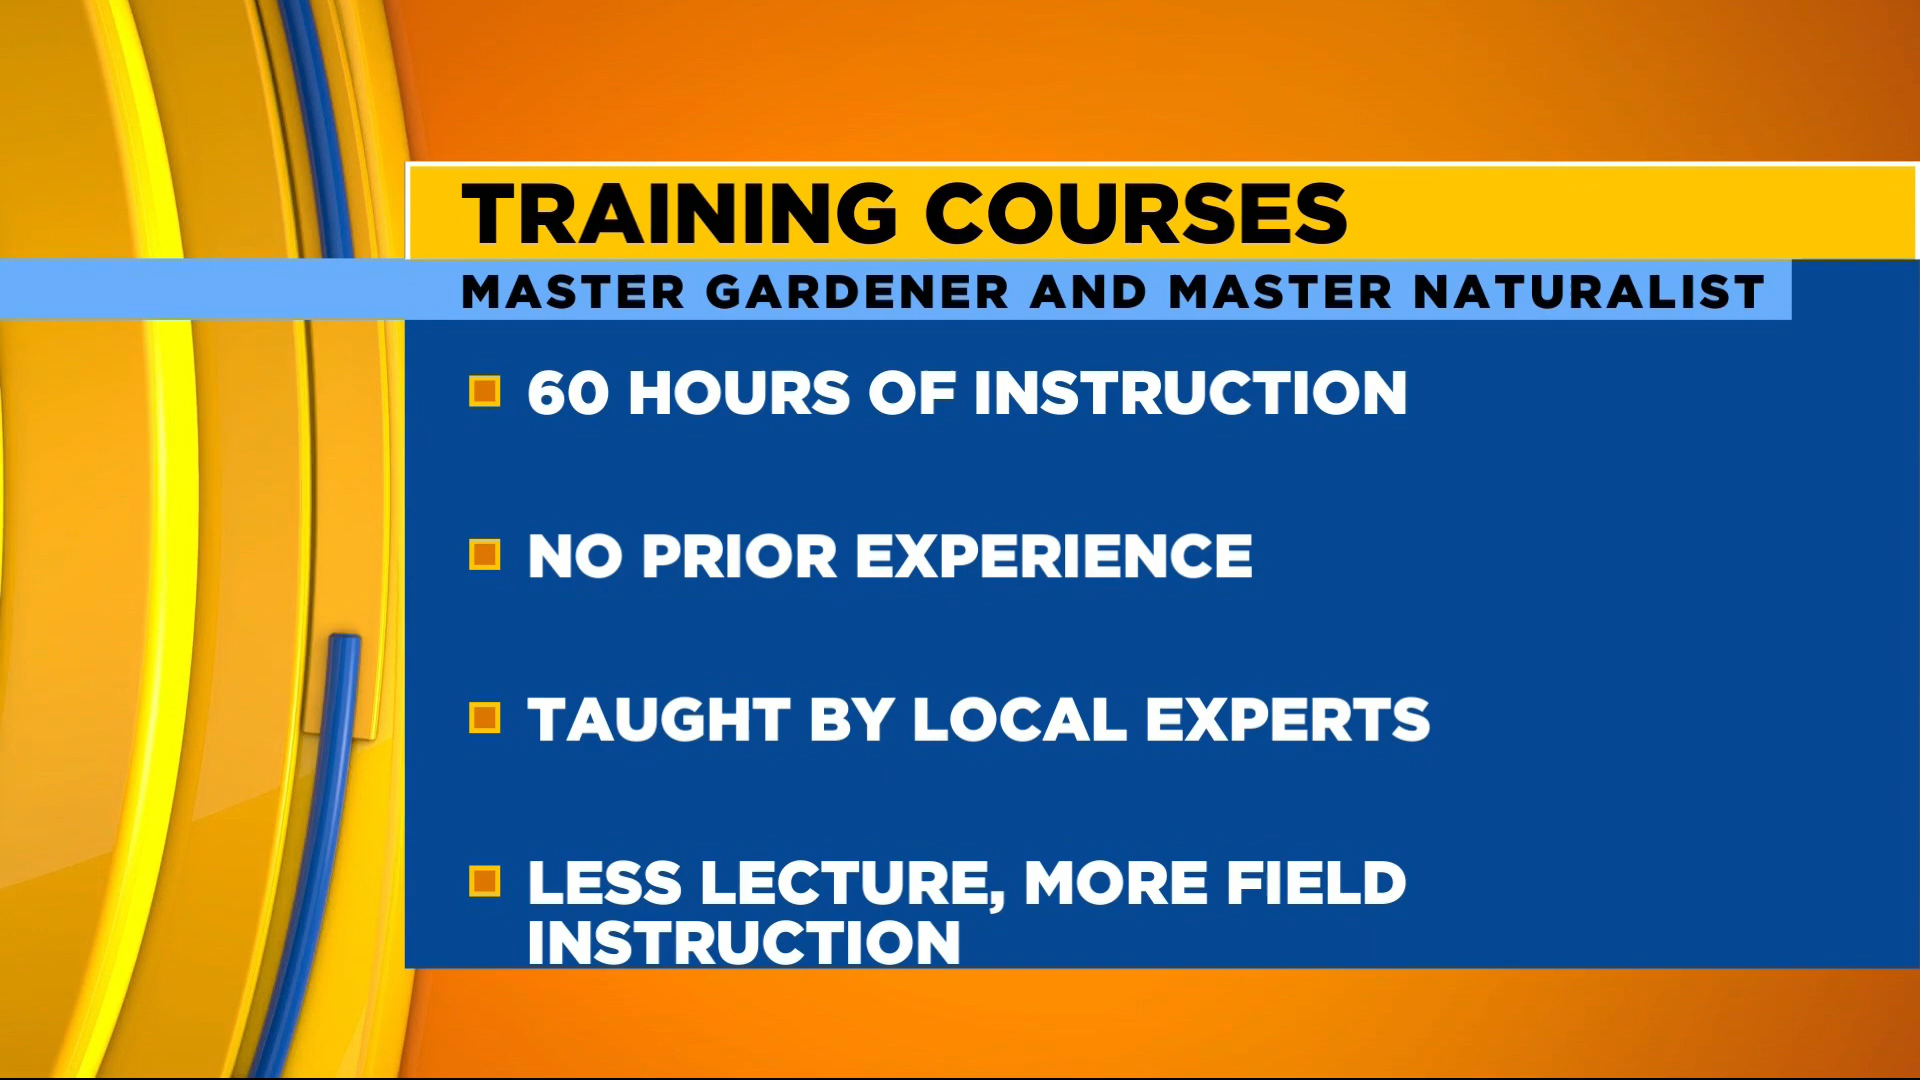 TRAINING COURSES
MASTER GARDENER AND MASTER NATURALIST
60 HOURS OF INSTRUCTION
NO PRIOR EXPERIENCE
TAUGHT BY LOCAL EXPERTS
LESS LECTURE, MORE FIELD
INSTRUCTION